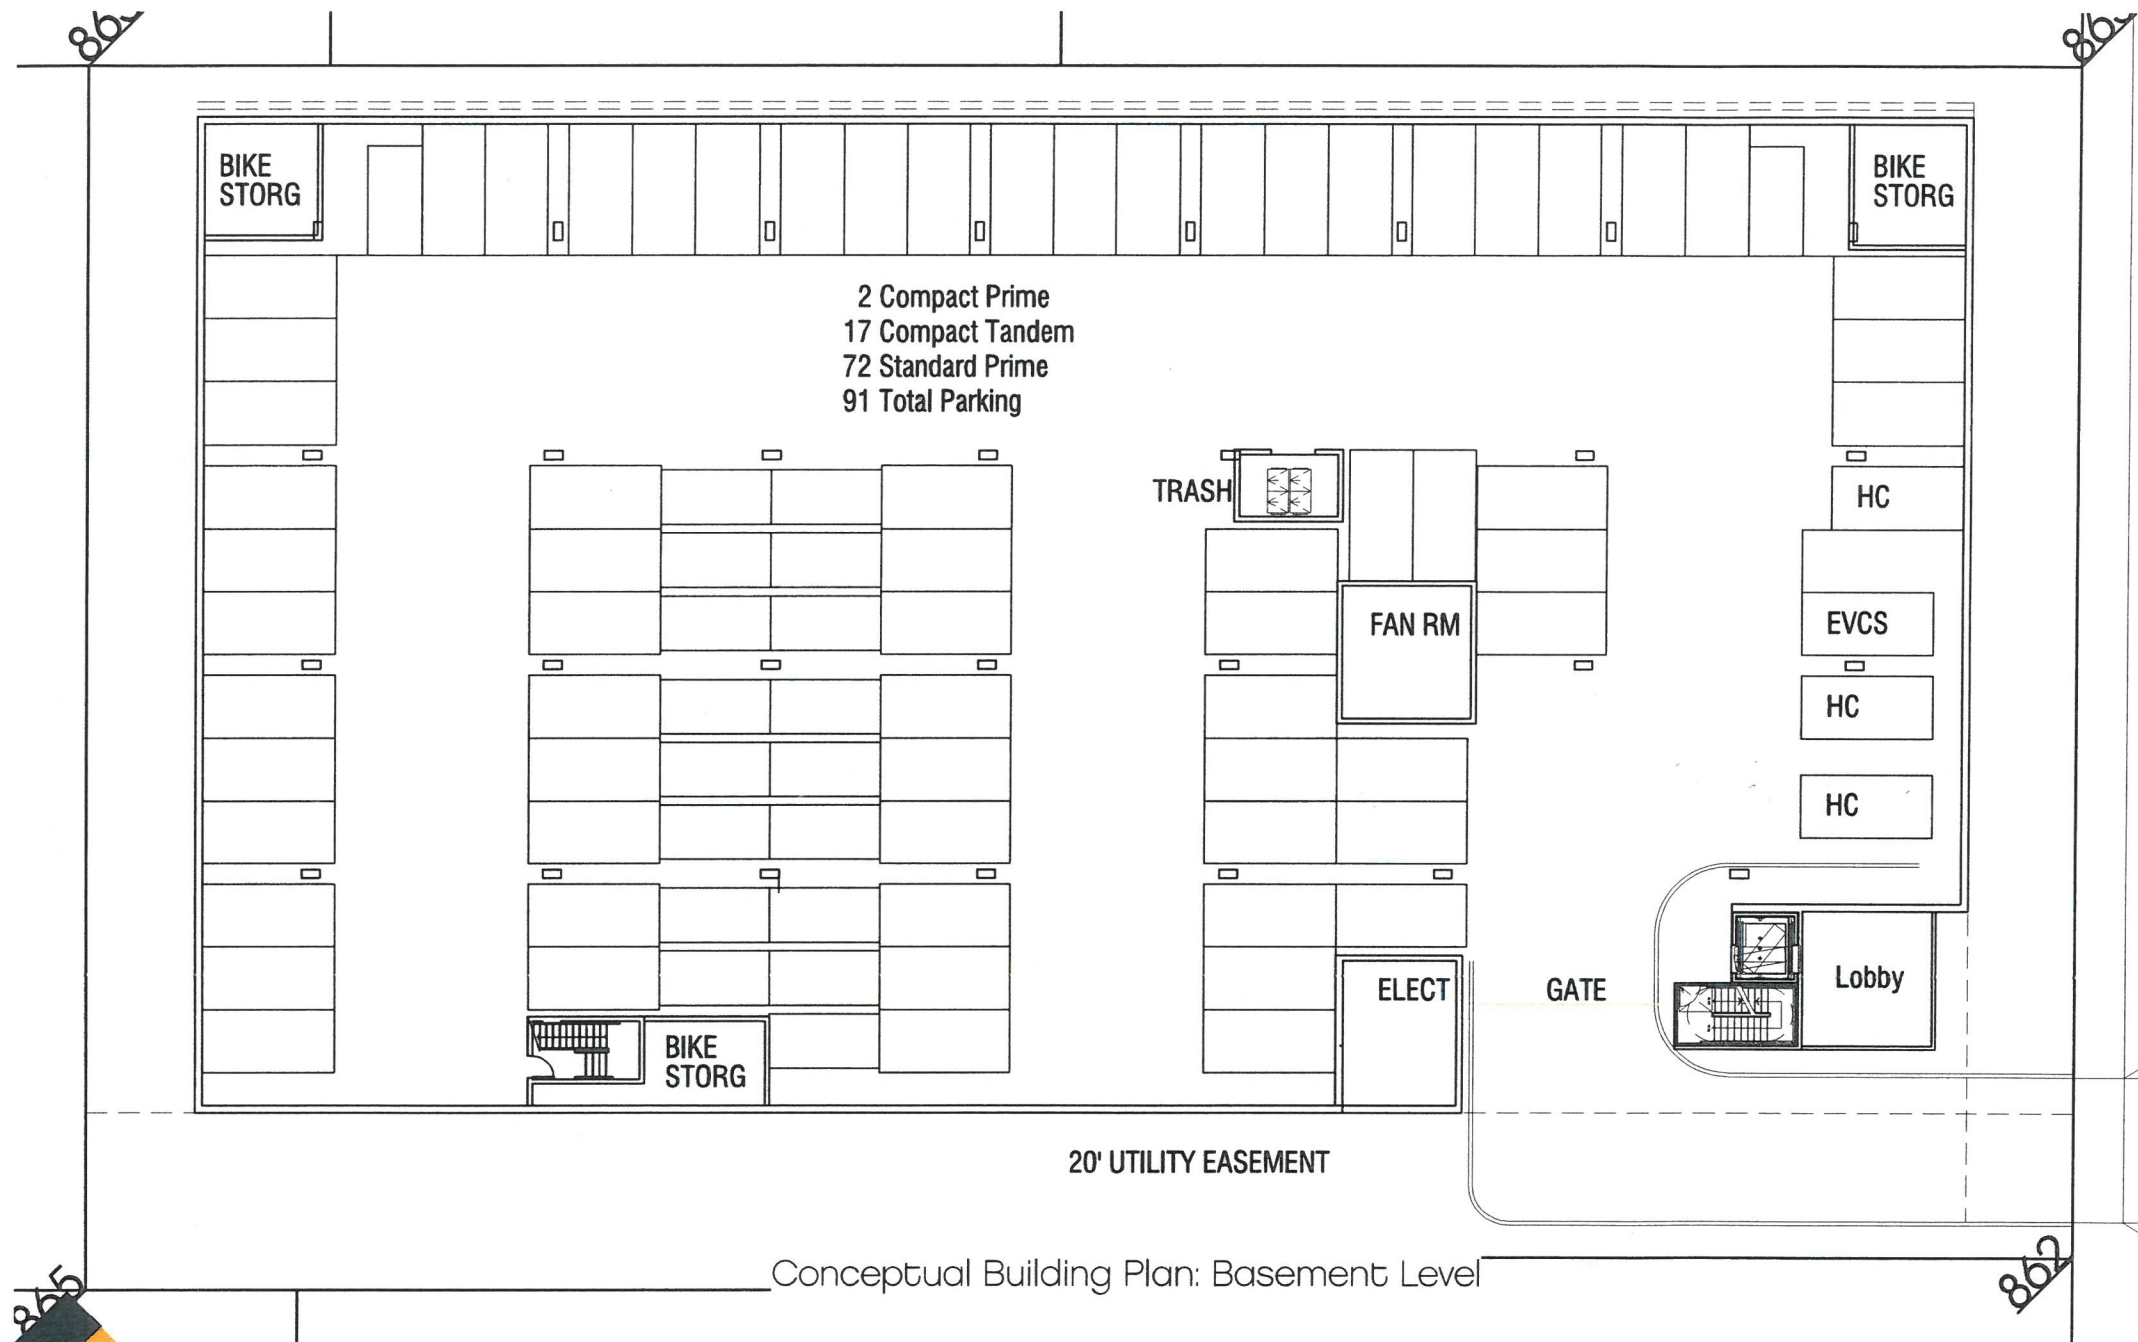 BIKE
STORG
BIKE
STORG
2 Compact Prime
17 Compact Tandem
72 Standard Prime
91 Total Parking
TRASH
HC
FAN RM
EVCS
HC
HC
ELECT
GATE
Lobby
BIKE
STORG
20' UTILITY EASEMENT
Conceptual Building Plan: Basement Level
865
862